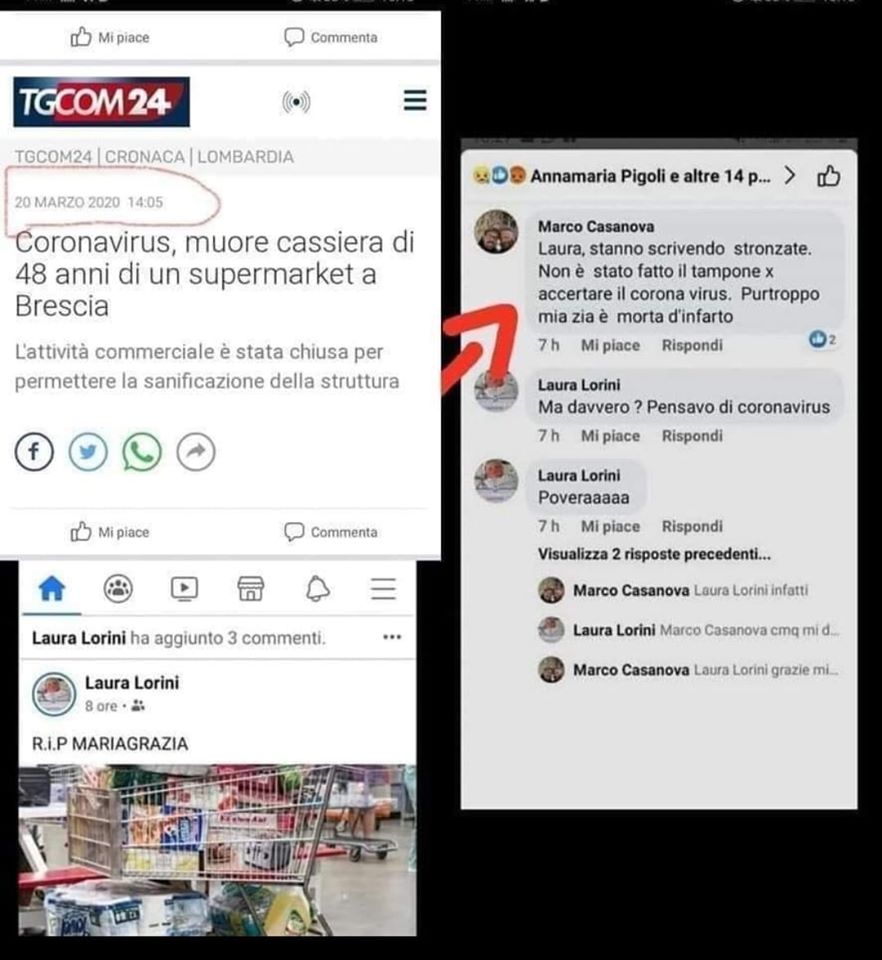 Mi piace
Commenta
TGCOM24
TGCOM24 | CRONACA | LOMBARDIA
20 MARZO 2020 14:05
Coronavirus, muore cassiera di
48 anni di un supermarket a
Brescia
L'attività commerciale è stata chiusa per
permettere la sanificazione della struttura
Mi piace
Commenta
Laura Lorini ha aggiunto 3 commenti.
Laura Lorini
8 ore
R.i.P MARIAGRAZIA
Annamaria Pigoli e altre 14 p...
Marco Casanova
Laura, stanno scrivendo stronzate.
Non è stato fatto il tampone x
accertare il corona virus. Purtroppo
mia zia è morta d'infarto
7 h Mi piace Rispondi
2
Laura Lorini
Ma davvero ? Pensavo di coronavirus
7 h Mi piace Rispondi
Laura Lorini
Poveraaaaa
7 h Mi piace Rispondi
Visualizza 2 risposte precedenti...
Marco Casanova Laura Lorini infatti
Laura Lorini Marco Casanova cmq mi d...
Marco Casanova Laura Lorini grazie mi...